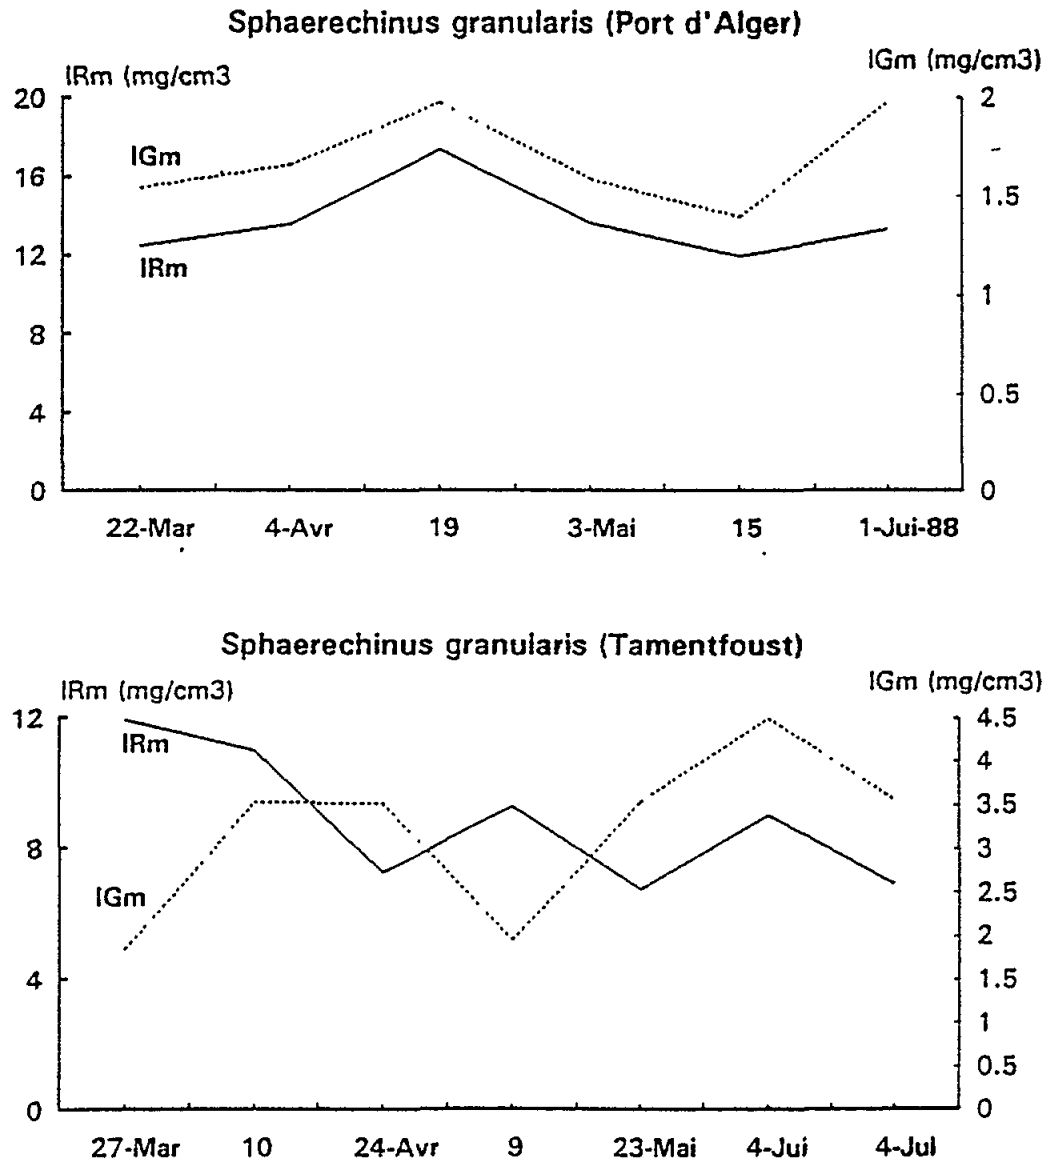 Sphaerechinus granularis (Port d'Alger)
IRm (mg/cm3
IGm (mg/cm3)
20
2
IGm
16
1.5
12
IRm
1
8
0.5
4
0
0
22-Mar 4-Avr 19 3-Mai 15 1-Jui-88
Sphaerechinus granularis (Tamentfoust)
IRm (mg/cm3)
IGm (mg/cm3)
12
4.5
IRm
4
3.5
8
3
IGm
2.5
2
4
1.5
1
0.5
0
0
27-Mar 10 24-Avr 9 23-Mai 4-Jui 4-Jul